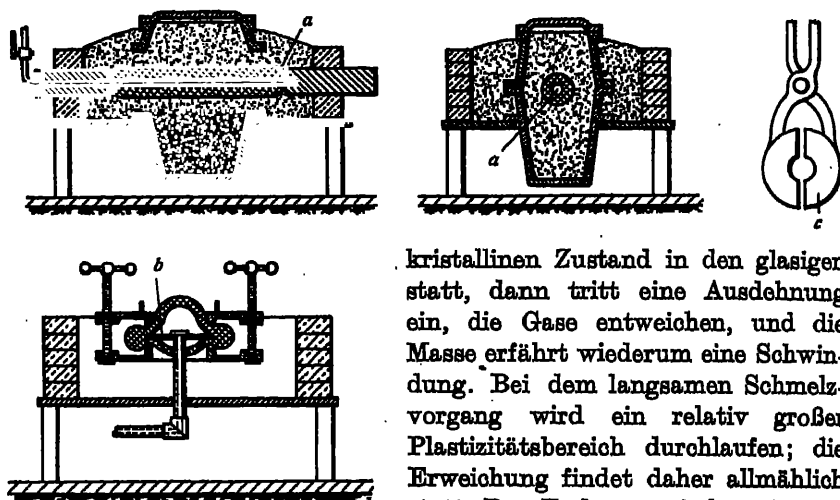 a
a
c
b
kristallinen Zustand in den glasigen
statt, dann tritt eine Ausdehnung
ein, die Gase entweichen, und die
Masse erfährt wiederum eine Schwin-
dung. Bei dem langsamen Schmelz-
vorgang wird ein relativ großer
Plastizitätsbereich durchlaufen; die
Erweichung findet daher allmählich